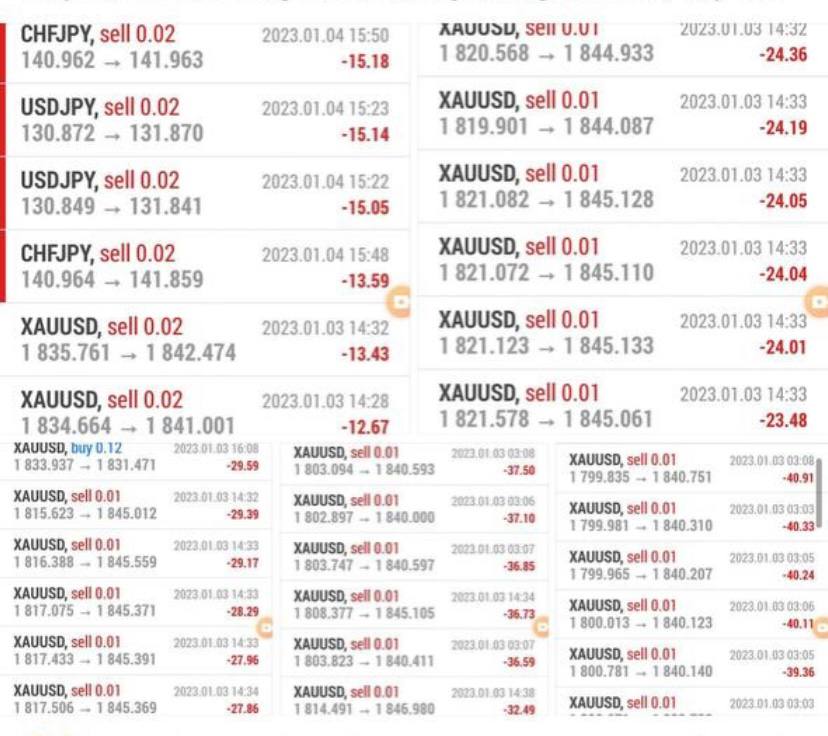 CHFJPY, sell 0.02 2023.01.04 15:50
140.962 → 141.963 -15.18
USDJPY, sell 0.02 2023.01.04 15:23
130.872 → 131.870 -15.14
USDJPY, sell 0.02 2023.01.04 15:22
130.849 → 131.841 -15.05
CHFJPY, sell 0.02 2023.01.04 15:48
140.964 → 141.859 -13.59
XAUUSD, sell 0.02 2023.01.03 14:32
1 835.761 → 1 842.474 -13.43
XAUUSD, sell 0.02 2023.01.03 14:28
1 834.664 → 1 841.001 -12.67
XAUUSD, sell 0.01 2023.01.03 14:32
1 820.568 → 1 844.933 -24.36
XAUUSD, sell 0.01 2023.01.03 14:33
1 819.901 → 1 844.087 -24.19
XAUUSD, sell 0.01 2023.01.03 14:33
1 821.082 → 1 845.128 -24.05
XAUUSD, sell 0.01 2023.01.03 14:33
1 821.072 → 1 845.110 -24.04
XAUUSD, sell 0.01 2023.01.03 14:33
1 821.123 → 1 845.133 -24.01
XAUUSD, sell 0.01 2023.01.03 14:33
1 821.578 → 1 845.061 -23.48
XAUUSD, buy 0.12 2023.01.03 16:08
1 833.937 → 1 831.471 -29.59
XAUUSD, sell 0.01 2023.01.03 14:32
1 815.623 → 1 845.012 -29.39
XAUUSD, sell 0.01 2023.01.03 14:33
1 816.388 → 1 845.559 -29.17
XAUUSD, sell 0.01 2023.01.03 14:33
1 817.075 → 1 845.371 -28.29
XAUUSD, sell 0.01 2023.01.03 14:33
1 817.433 → 1 845.391 -27.96
XAUUSD, sell 0.01 2023.01.03 14:34
1 817.506 → 1 845.369 -27.86
XAUUSD, sell 0.01 2023.01.03 03:08
1 803.094 → 1 840.593 -37.50
XAUUSD, sell 0.01 2023.01.03 03:06
1 802.897 → 1 840.000 -37.10
XAUUSD, sell 0.01 2023.01.03 03:07
1 803.747 → 1 840.597 -36.85
XAUUSD, sell 0.01 2023.01.03 14:34
1 808.377 → 1 845.105 -36.73
XAUUSD, sell 0.01 2023.01.03 03:07
1 803.823 → 1 840.411 -36.59
XAUUSD, sell 0.01 2023.01.03 14:38
1 814.491 → 1 846.980 -32.49
XAUUSD, sell 0.01 2023.01.03 03:08
1 799.835 → 1 840.751 -40.91
XAUUSD, sell 0.01 2023.01.03 03:03
1 799.981 → 1 840.310 -40.33
XAUUSD, sell 0.01 2023.01.03 03:05
1 799.965 → 1 840.207 -40.24
XAUUSD, sell 0.01 2023.01.03 03:06
1 800.013 → 1 840.123 -40.11
XAUUSD, sell 0.01 2023.01.03 03:05
1 800.781 → 1 840.140 -39.36
XAUUSD, sell 0.01 2023.01.03 03:03